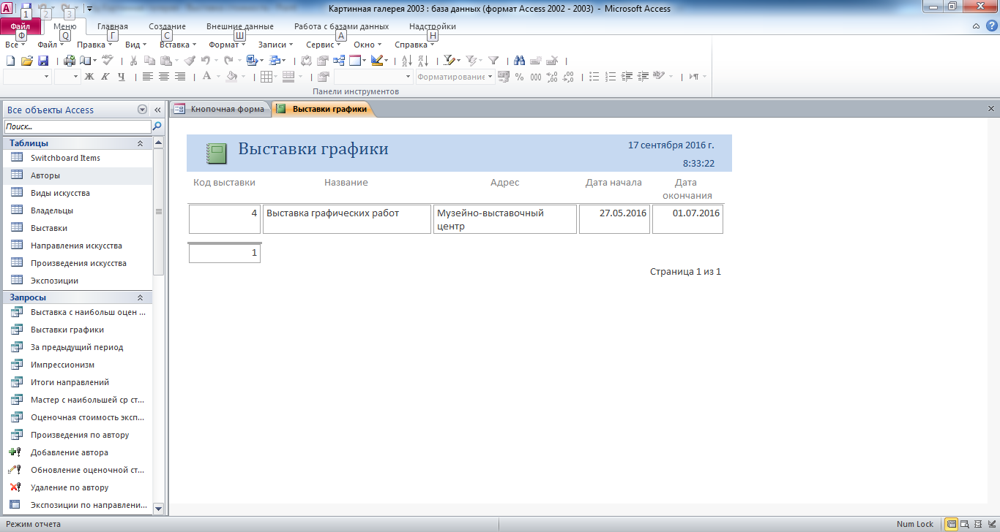 Картинная галерея 2003 : база данных (формат Access 2002 - 2003) - Microsoft Access
1 2 3
Файл Меню Главная Создание Внешние данные Работа с базами данных Надстройки
Ф Q Г С Ш А Н
Все Файл Правка Вид Вставка Формат Записи Сервис Окно Справка
Ж К Ч Форматирование % 000
Панели инструментов
Все объекты Access
Поиск...
Таблицы
Switchboard Items
Авторы
Виды искусства
Владельцы
Выставки
Направления искусства
Произведения искусства
Экспозиции
Запросы
Выставка с наибольш оцен ...
Выставки графики
За предыдущий период
Импрессионизм
Итоги направлений
Мастер с наибольшей ср ст...
Оценочная стоимость эксп...
Произведения по автору
Добавление автора
Обновление оценочной ст...
Удаление по автору
Экспозиции по направлени...
Кнопочная форма Выставки графики
Выставки графики
17 сентября 2016 г.
8:33:22
Код выставки Название Адрес Дата начала Дата окончания
4 Выставка графических работ Музейно-выставочный центр 27.05.2016 01.07.2016
1
Страница 1 из 1
Режим отчета Num Lock